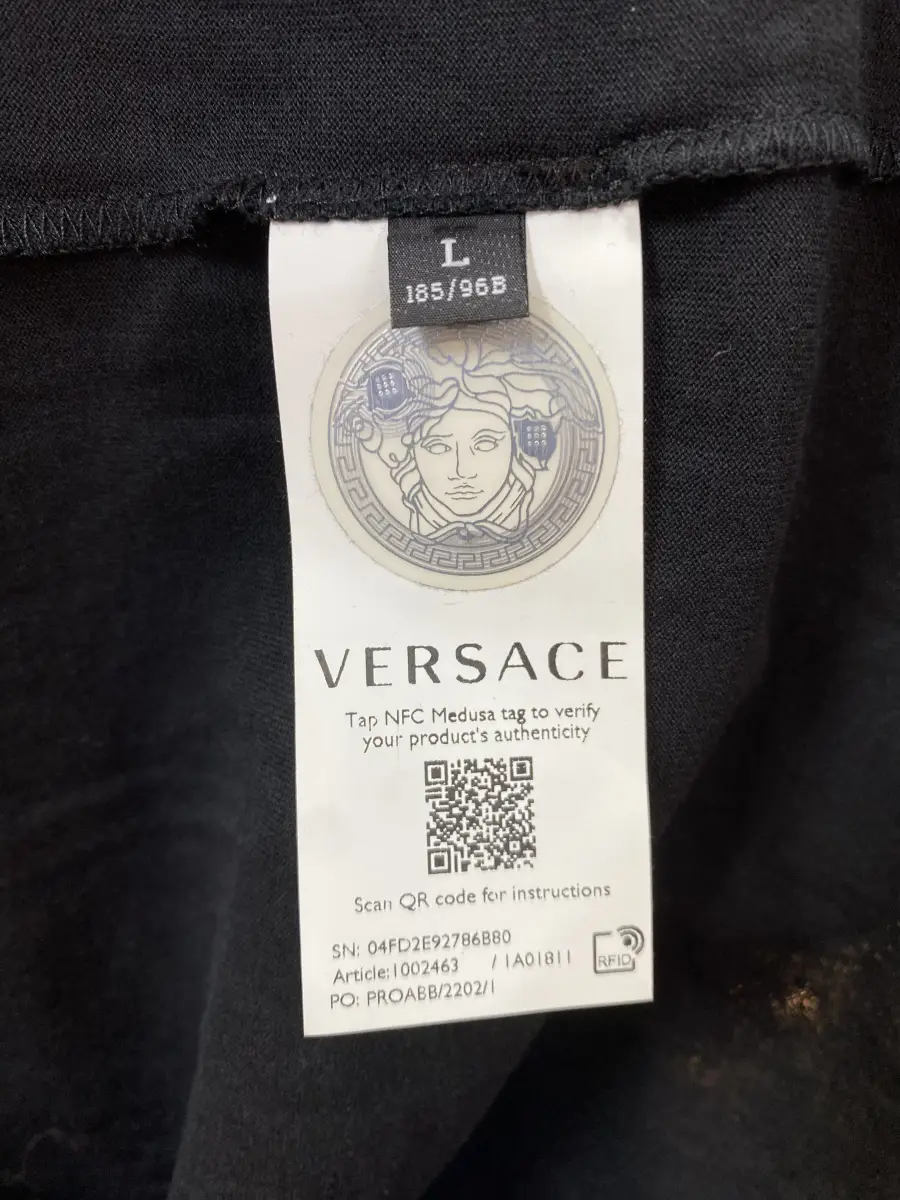 L
185/96B
VERSACE
Tap NFC Medusa tag to verify
your product's authenticity
Scan QR code for instructions
SN: 04FD2E92786B80
Article:1002463 /1A01811
RFID
PO: PROABB/2202/1